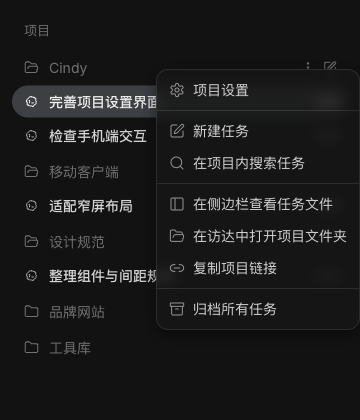 项目
Cindy
完善项目设置界面
检查手机端交互
移动客户端
适配窄屏布局
设计规范
整理组件与间距规
品牌网站
工具库
项目设置
新建任务
在项目内搜索任务
在侧边栏查看任务文件
在访达中打开项目文件夹
复制项目链接
归档所有任务